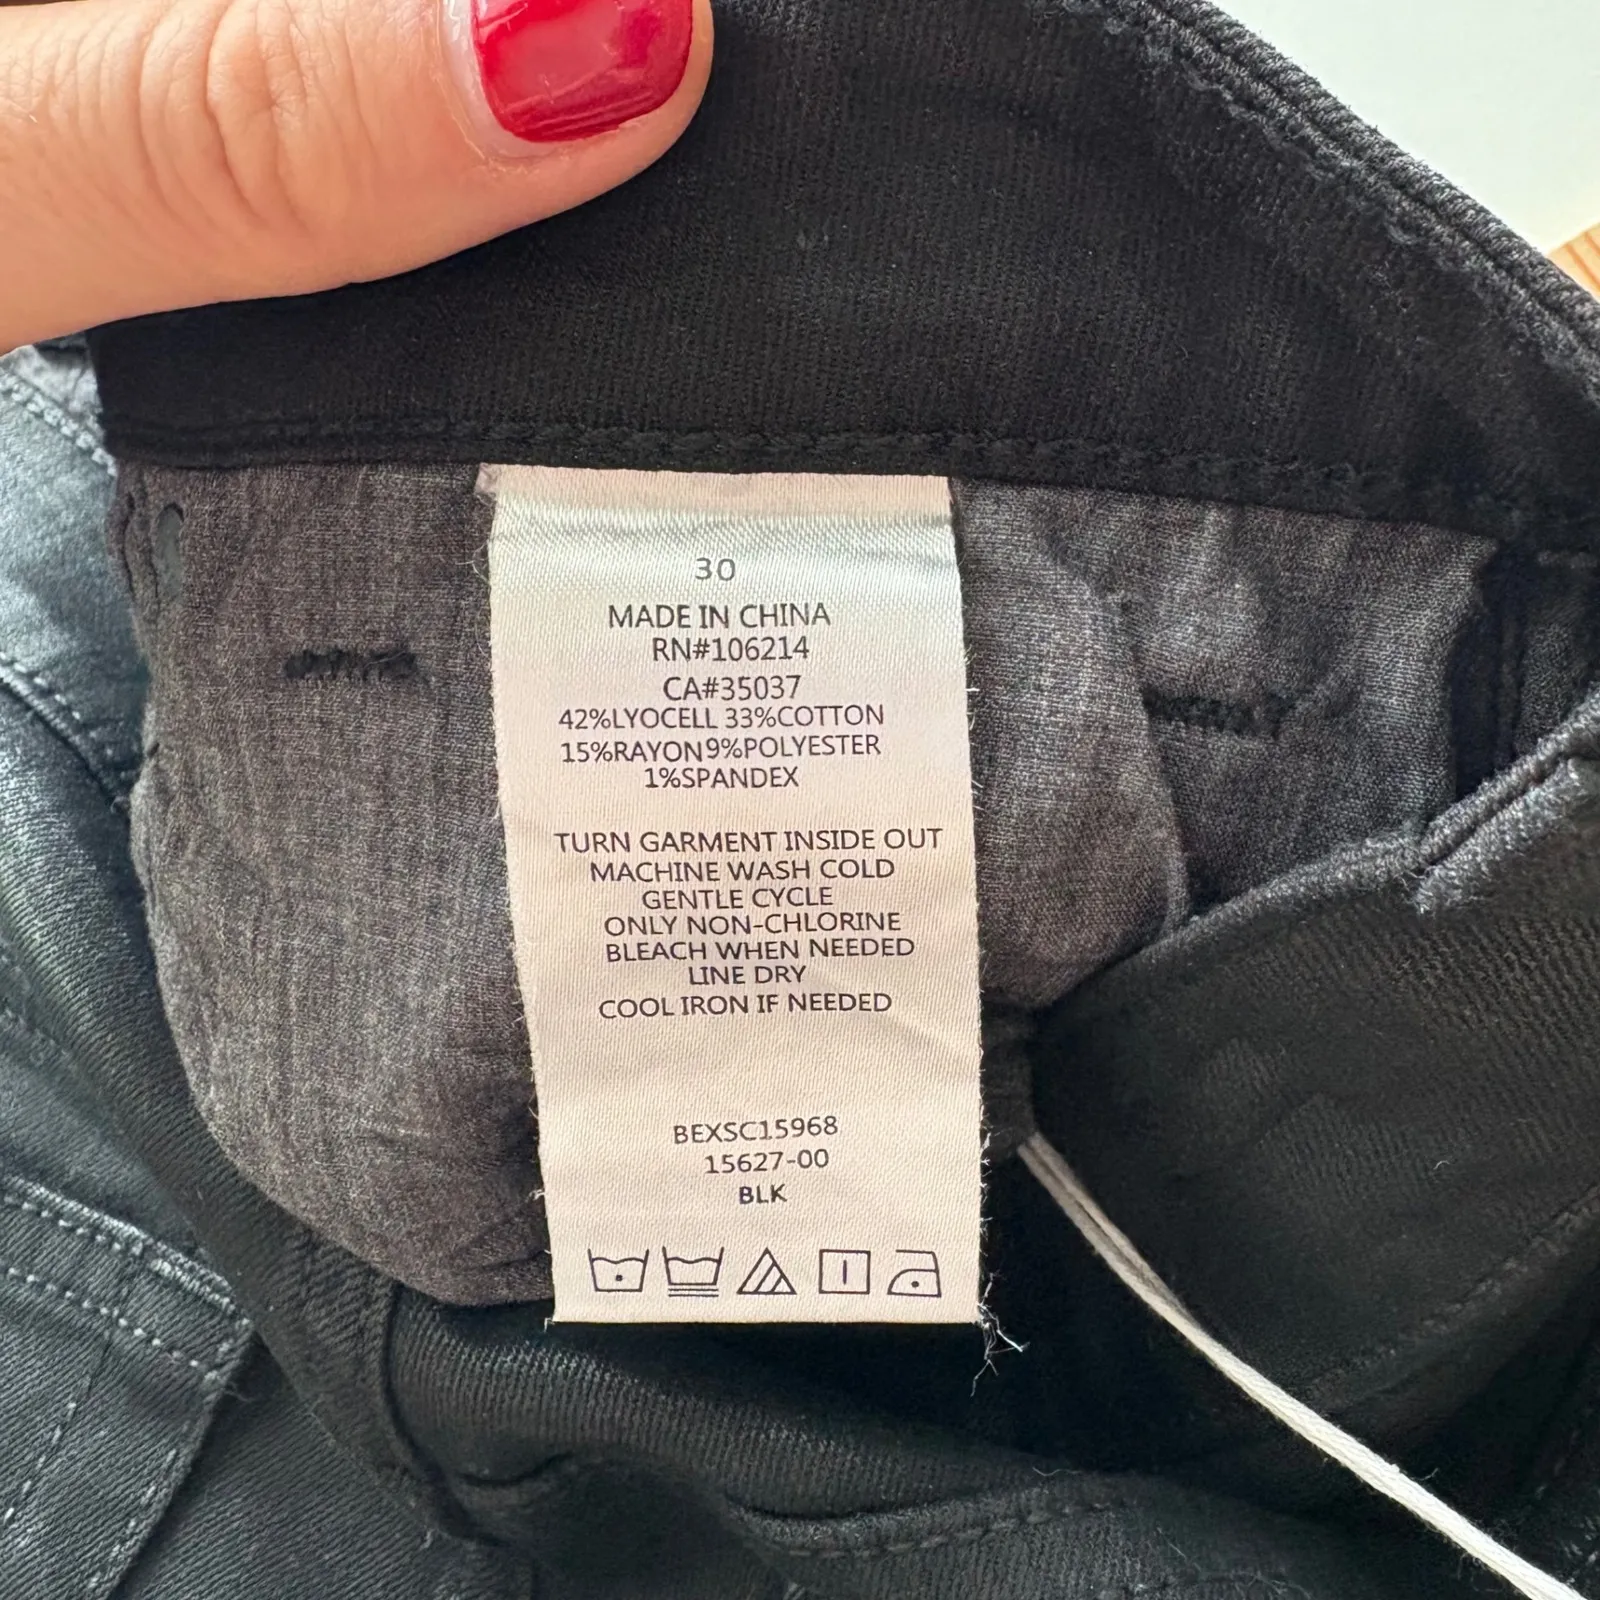 30
MADE IN CHINA
RN#106214
CA#35037
42%LYOCELL 33%COTTON
15%RAYON9%POLYESTER
1%SPANDEX
TURN GARMENT INSIDE OUT
MACHINE WASH COLD
GENTLE CYCLE
ONLY NON-CHLORINE
BLEACH WHEN NEEDED
LINE DRY
COOL IRON IF NEEDED
BEXSC15968
15627-00
BLK